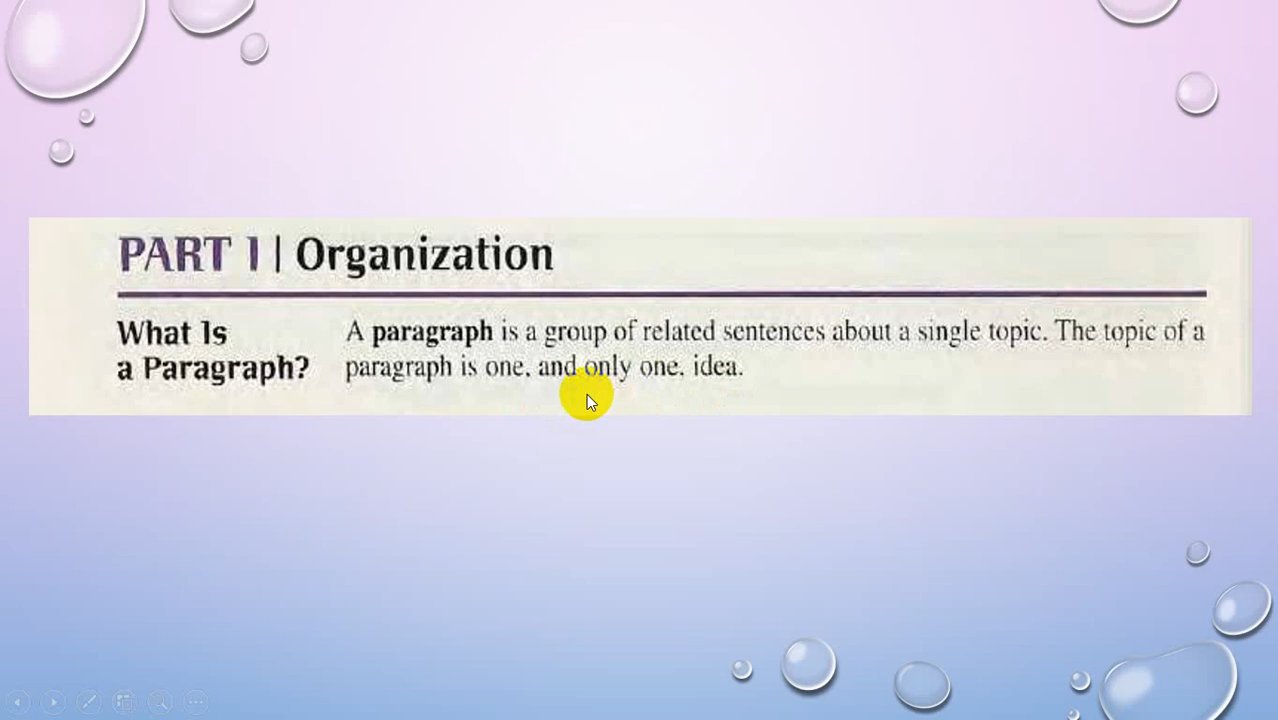 PART 1 | Organization
What Is
a Paragraph?
A paragraph is a group of related sentences about a single topic. The topic of a
paragraph is one, and only one, idea.